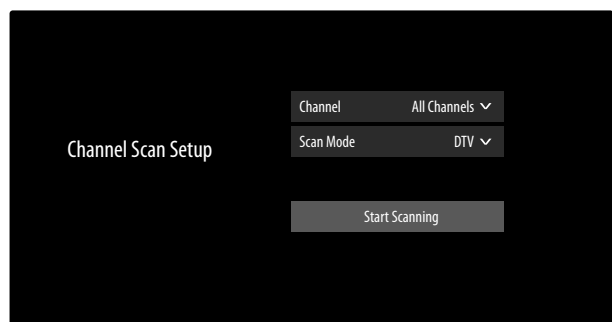 Channel Scan Setup
Channel All Channels
Scan Mode DTV
Start Scanning